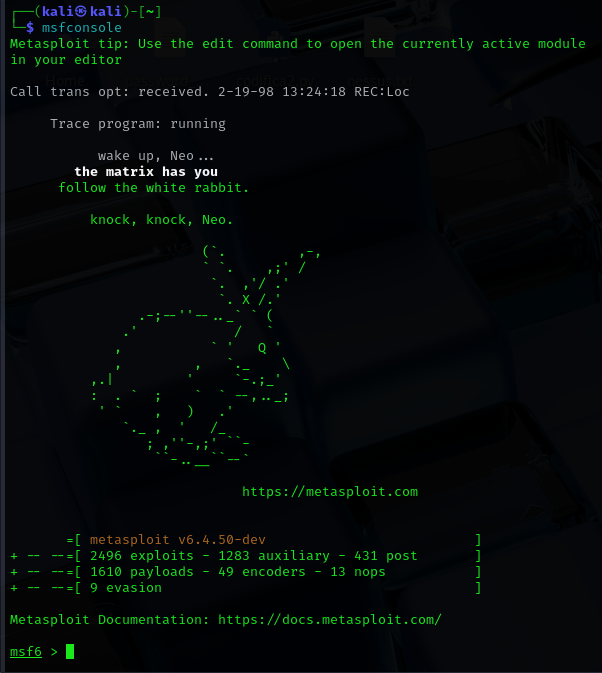 ┌──(kali㉿kali)-[~]
└─$ msfconsole
Metasploit tip: Use the edit command to open the currently active module
in your editor
Call trans opt: received. 2-19-98 13:24:18 REC:Loc
Trace program: running
wake up, Neo...
the matrix has you
follow the white rabbit.
knock, knock, Neo.
(`.         ,-,
` `.    ,;' /
`.  ,'/ .'
`. X /.'
.-;--''--.._` ` (
.'            /   `
,           ` '   Q '
,         ,   `._    \
,.|         '     `-.;_'
:  . `  ;    `  ` --,.._;
' `    ,   )   .'
`._ ,  '   /_
; ,''-,;' ``-
``-..__``--`
https://metasploit.com
=[ metasploit v6.4.50-dev                          ]
+ -- --=[ 2496 exploits - 1283 auxiliary - 431 post       ]
+ -- --=[ 1610 payloads - 49 encoders - 13 nops           ]
+ -- --=[ 9 evasion                                       ]
Metasploit Documentation: https://docs.metasploit.com/
msf6 >